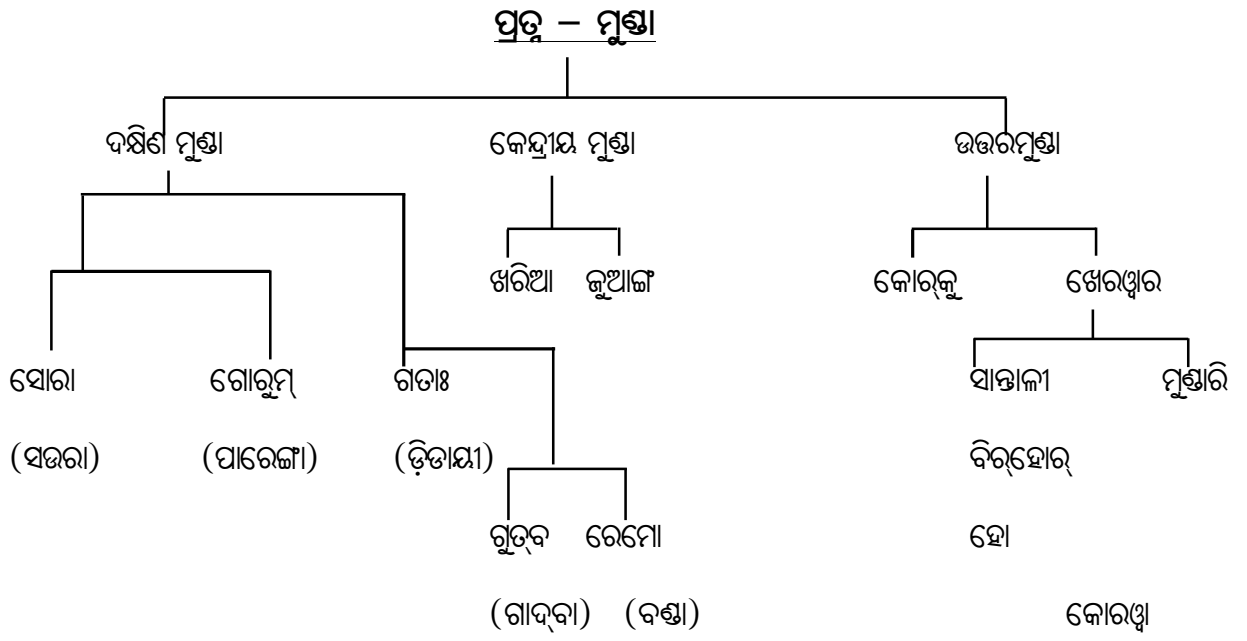 ପ୍ରତ୍ନ – ମୁଣ୍ଡା
ଦକ୍ଷିଣ ମୁଣ୍ଡା କେନ୍ଦ୍ରୀୟ ମୁଣ୍ଡା ଉତ୍ତରମୁଣ୍ଡା
ଖରିଆ ଜୁଆଙ୍ଗ କୋର୍‌କୁ ଖେରୱାର
ସୋରା ଗୋରୁମ୍ ଗତାଃ ସାନ୍ତାଳୀ ମୁଣ୍ଡାରି
(ସଉରା) (ପାରେଙ୍ଗା) (ଡ଼ିଡାୟୀ) ବିର୍‌ହୋର୍
ଗୁତ୍‌ବ ରେମୋ ହୋ
(ଗାଦ୍‌ବା) (ବଣ୍ଡା) କୋରୱା